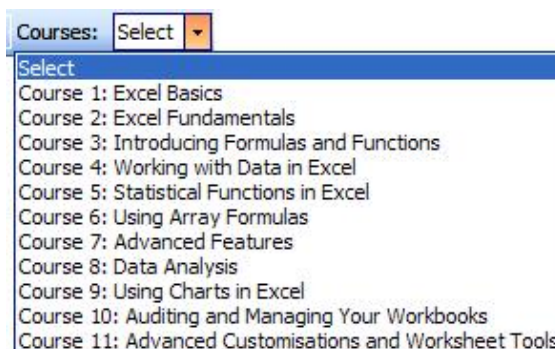 Courses: Select
Select
Course 1: Excel Basics
Course 2: Excel Fundamentals
Course 3: Introducing Formulas and Functions
Course 4: Working with Data in Excel
Course 5: Statistical Functions in Excel
Course 6: Using Array Formulas
Course 7: Advanced Features
Course 8: Data Analysis
Course 9: Using Charts in Excel
Course 10: Auditing and Managing Your Workbooks
Course 11: Advanced Customisations and Worksheet Tools